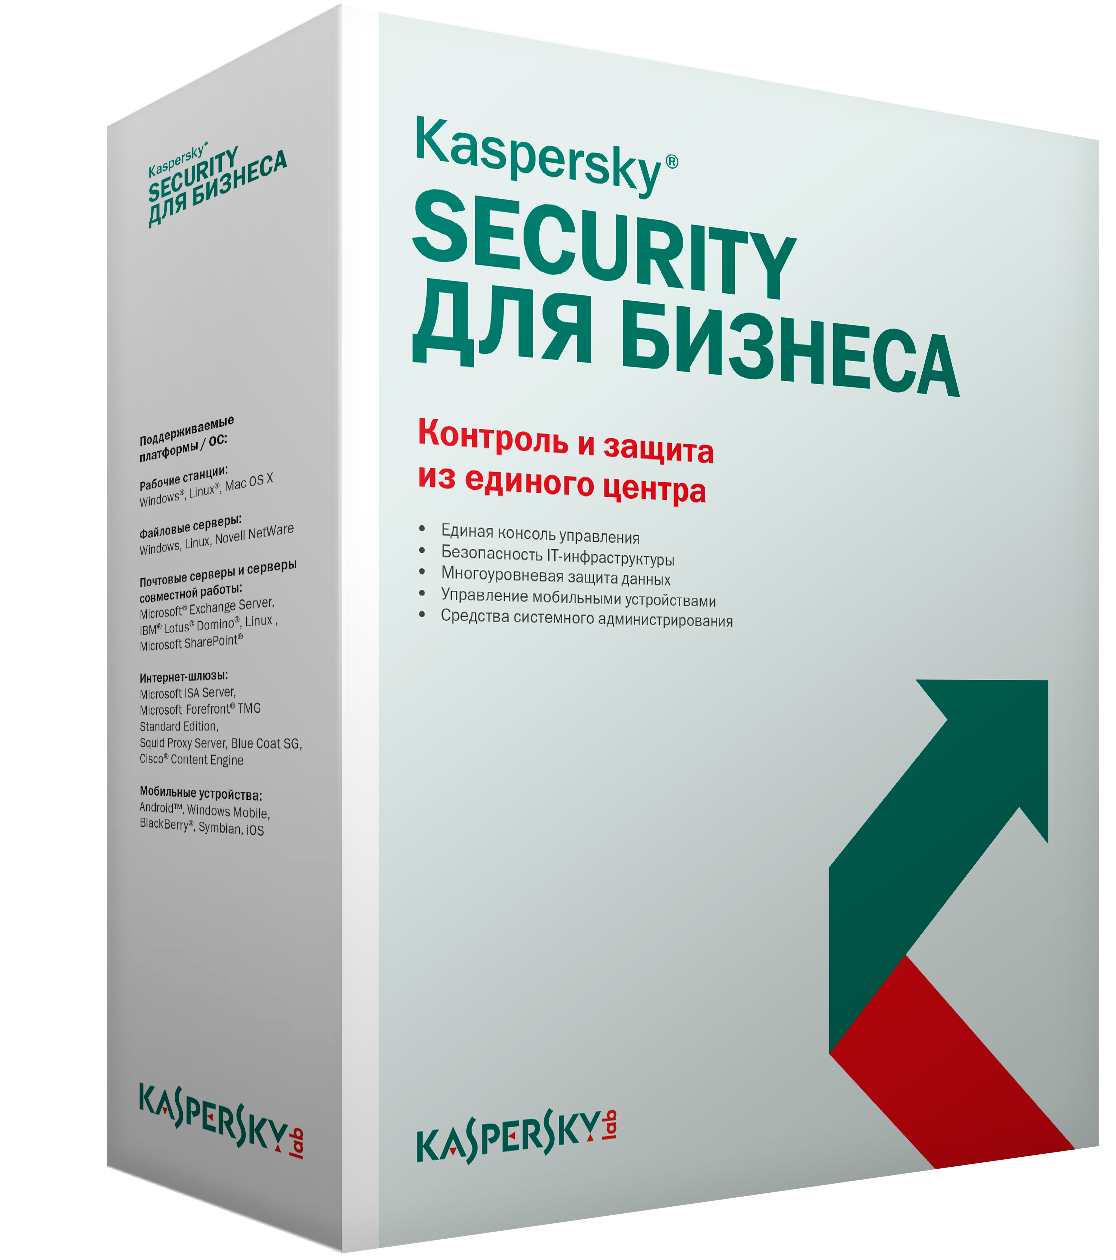 Kaspersky®
SECURITY
ДЛЯ БИЗНЕСА
Поддерживаемые
платформы / ОС:
Рабочие станции:
Windows®, Linux®, Mac OS X
Файловые серверы:
Windows, Linux, Novell NetWare
Почтовые серверы и серверы
совместной работы:
Microsoft® Exchange Server,
IBM® Lotus® Domino®, Linux ,
Microsoft SharePoint®
Интернет-шлюзы:
Microsoft ISA Server,
Microsoft Forefront® TMG
Standard Edition,
Squid Proxy Server, Blue Coat SG,
Cisco® Content Engine
Мобильные устройства:
Android™, Windows Mobile,
BlackBerry®, Symbian, iOS
KASPERSKY lab
Kaspersky®
SECURITY
ДЛЯ БИЗНЕСА
Контроль и защита
из единого центра
• Единая консоль управления
• Безопасность IT-инфраструктуры
• Многоуровневая защита данных
• Управление мобильными устройствами
• Средства системного администрирования
KASPERSKY lab